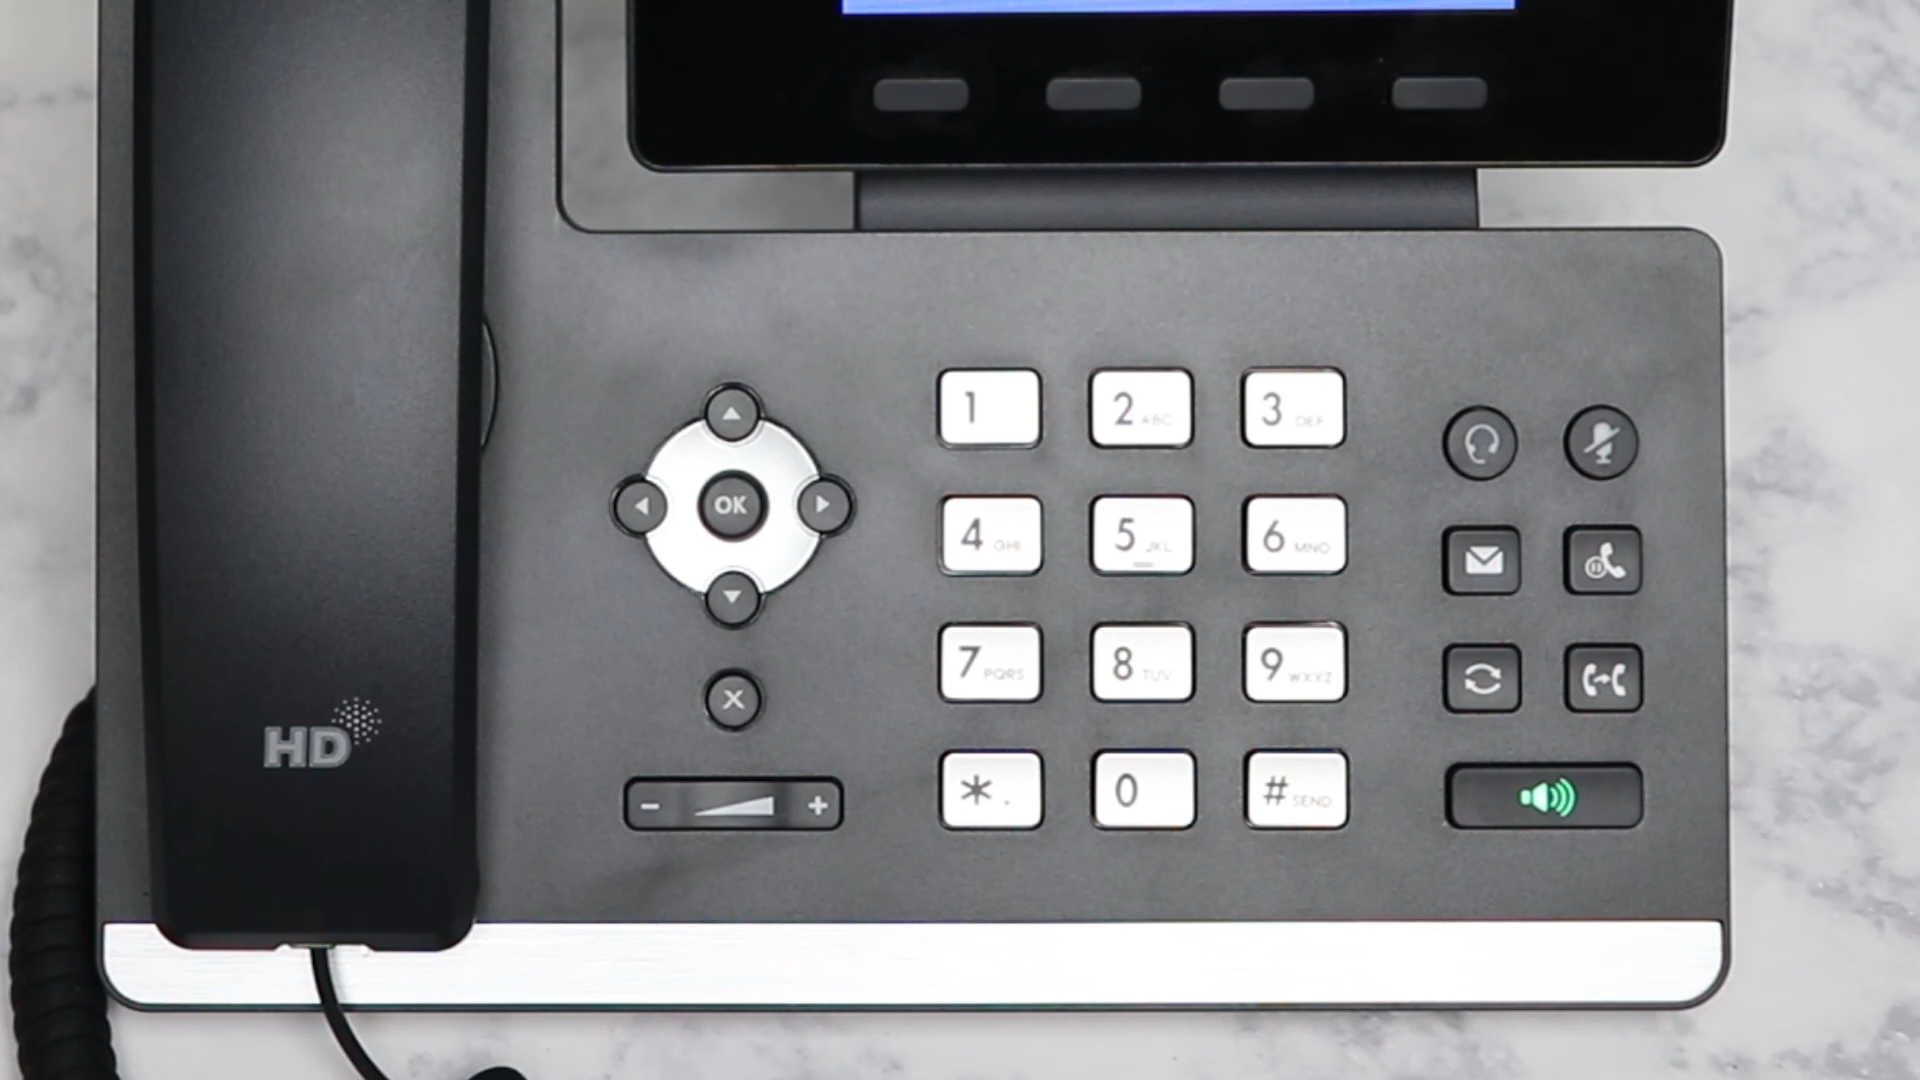 1
2 ABC
3 DEF
OK
4 GHI
5 JKL
6 MNO
7 PQRS
8 TUV
9 WXYZ
X
HD
- +
* .
0
# SEND